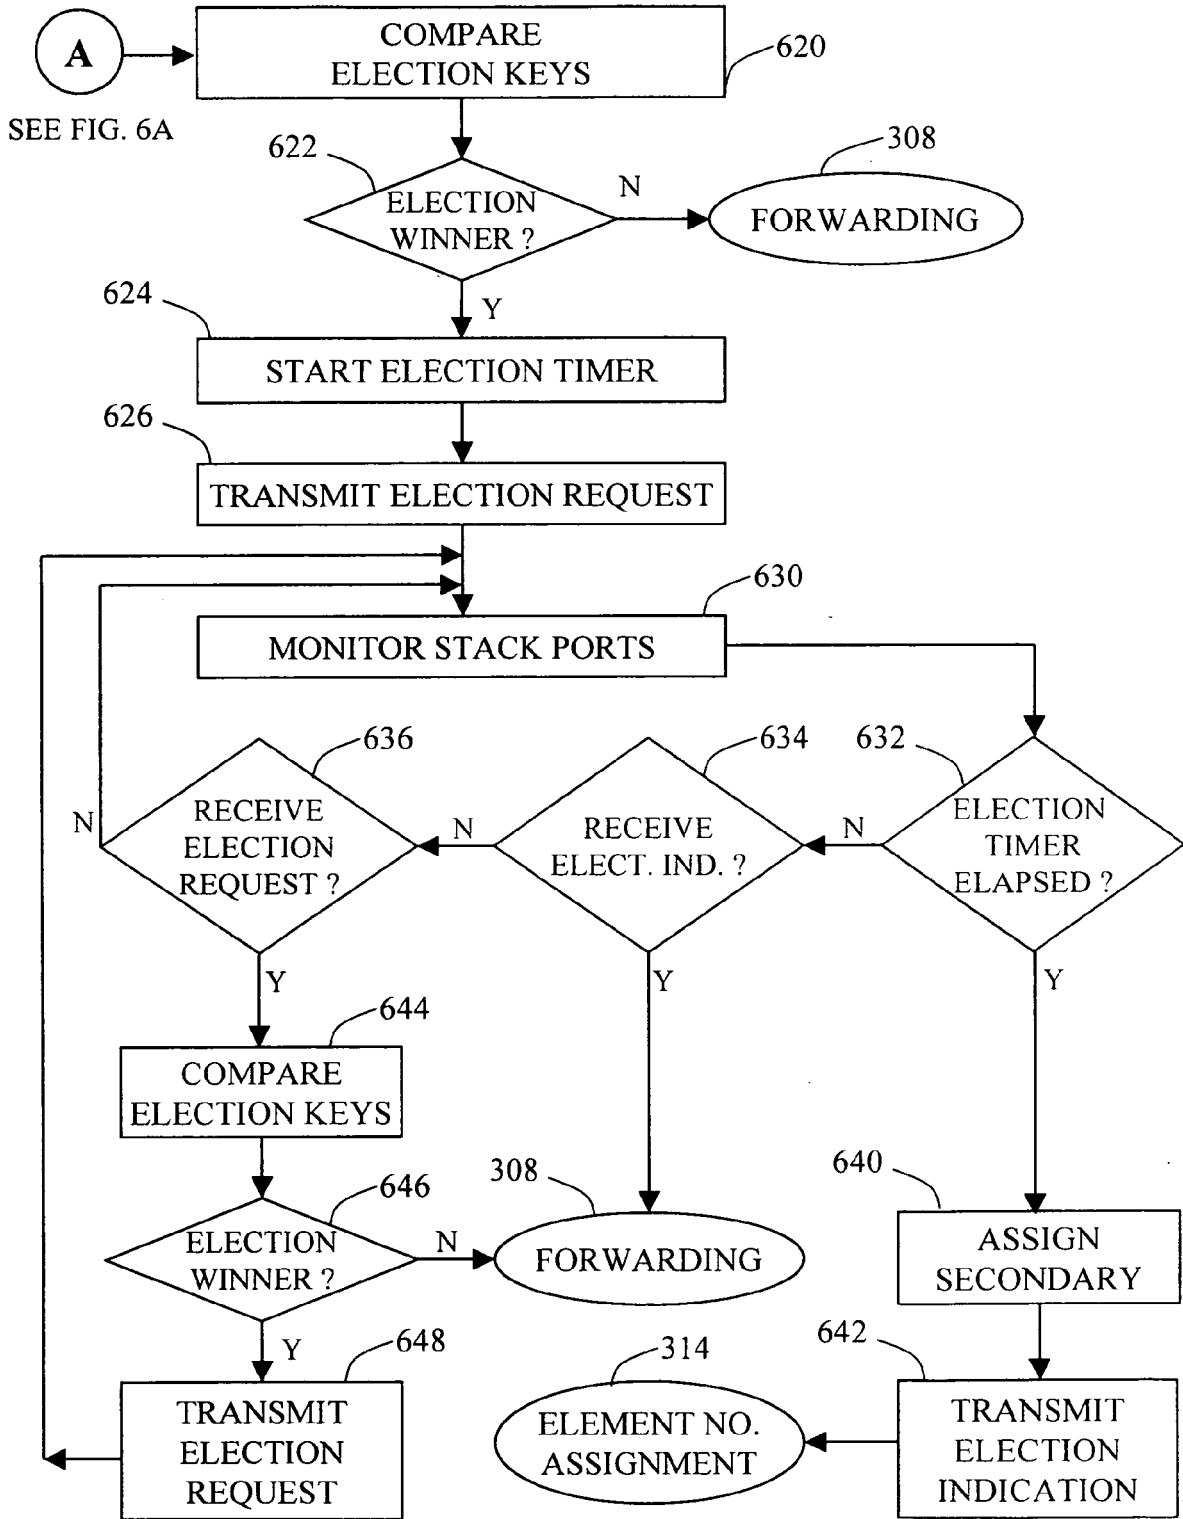 A
COMPARE
ELECTION KEYS
620
SEE FIG. 6A
622
ELECTION
WINNER ?
N
308
FORWARDING
Y
624
START ELECTION TIMER
626
TRANSMIT ELECTION REQUEST
630
MONITOR STACK PORTS
636
634
632
N
RECEIVE
ELECTION
REQUEST ?
N
RECEIVE
ELECT. IND. ?
N
ELECTION
TIMER
ELAPSED ?
Y
Y
Y
644
COMPARE
ELECTION KEYS
646
ELECTION
WINNER ?
N
308
FORWARDING
640
ASSIGN
SECONDARY
Y
648
TRANSMIT
ELECTION
REQUEST
314
ELEMENT NO.
ASSIGNMENT
642
TRANSMIT
ELECTION
INDICATION